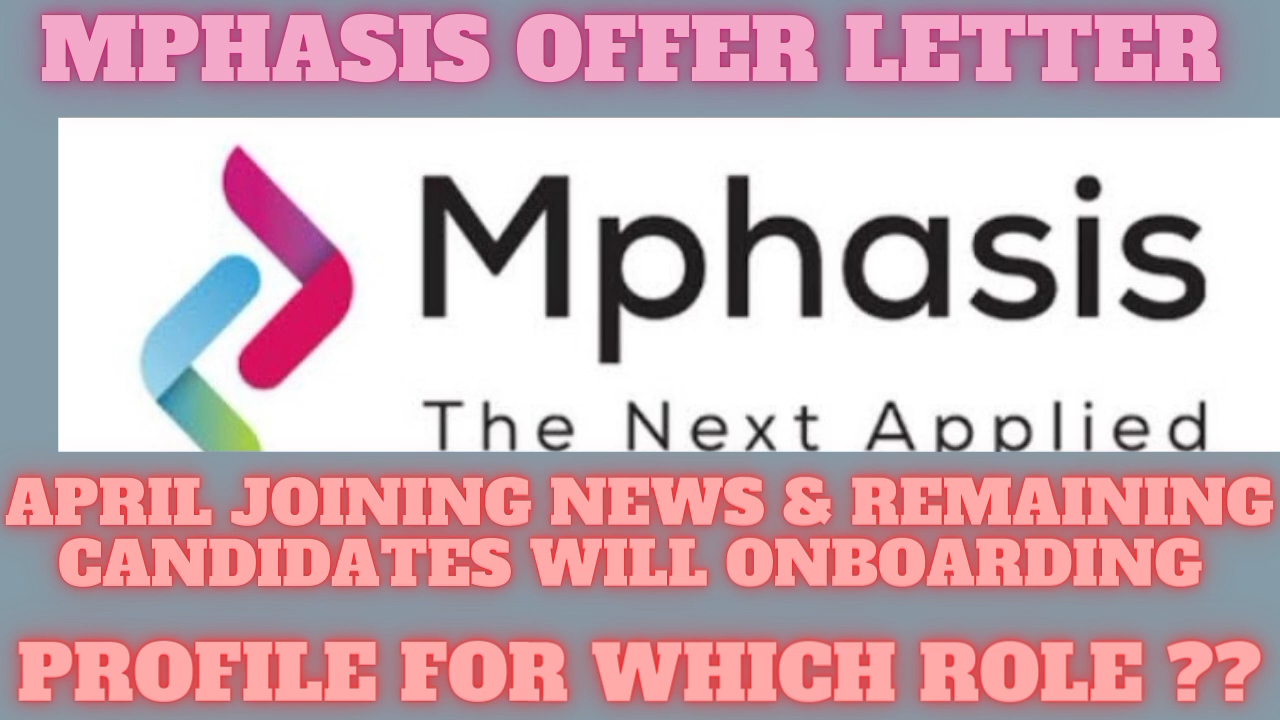 MPHASIS OFFER LETTER
Mphasis
The Next Applied
APRIL JOINING NEWS & REMAINING
CANDIDATES WILL ONBOARDING
PROFILE FOR WHICH ROLE ??